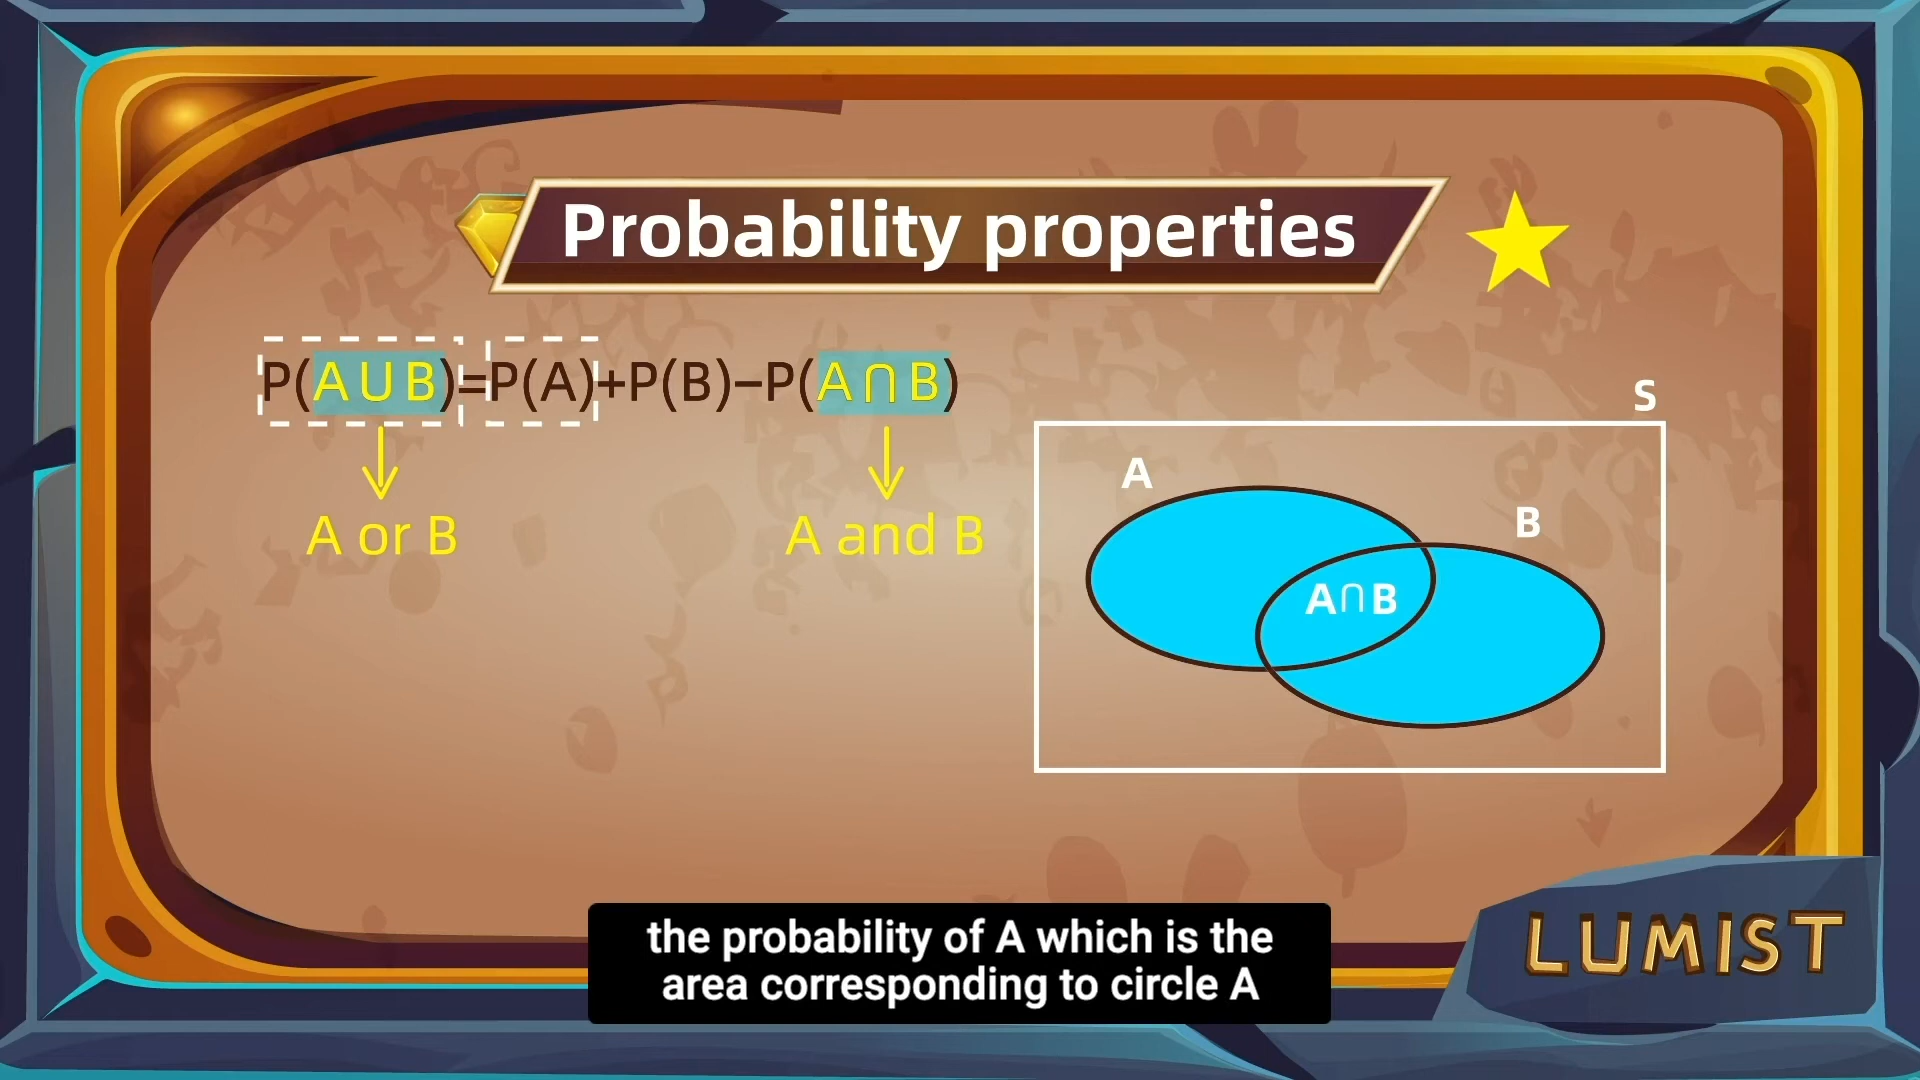 Probability properties
P(A∪B)=P(A)+P(B)−P(A∩B)
A or B
A and B
S
A
B
A∩B
the probability of A which is the
area corresponding to circle A
LUMIST